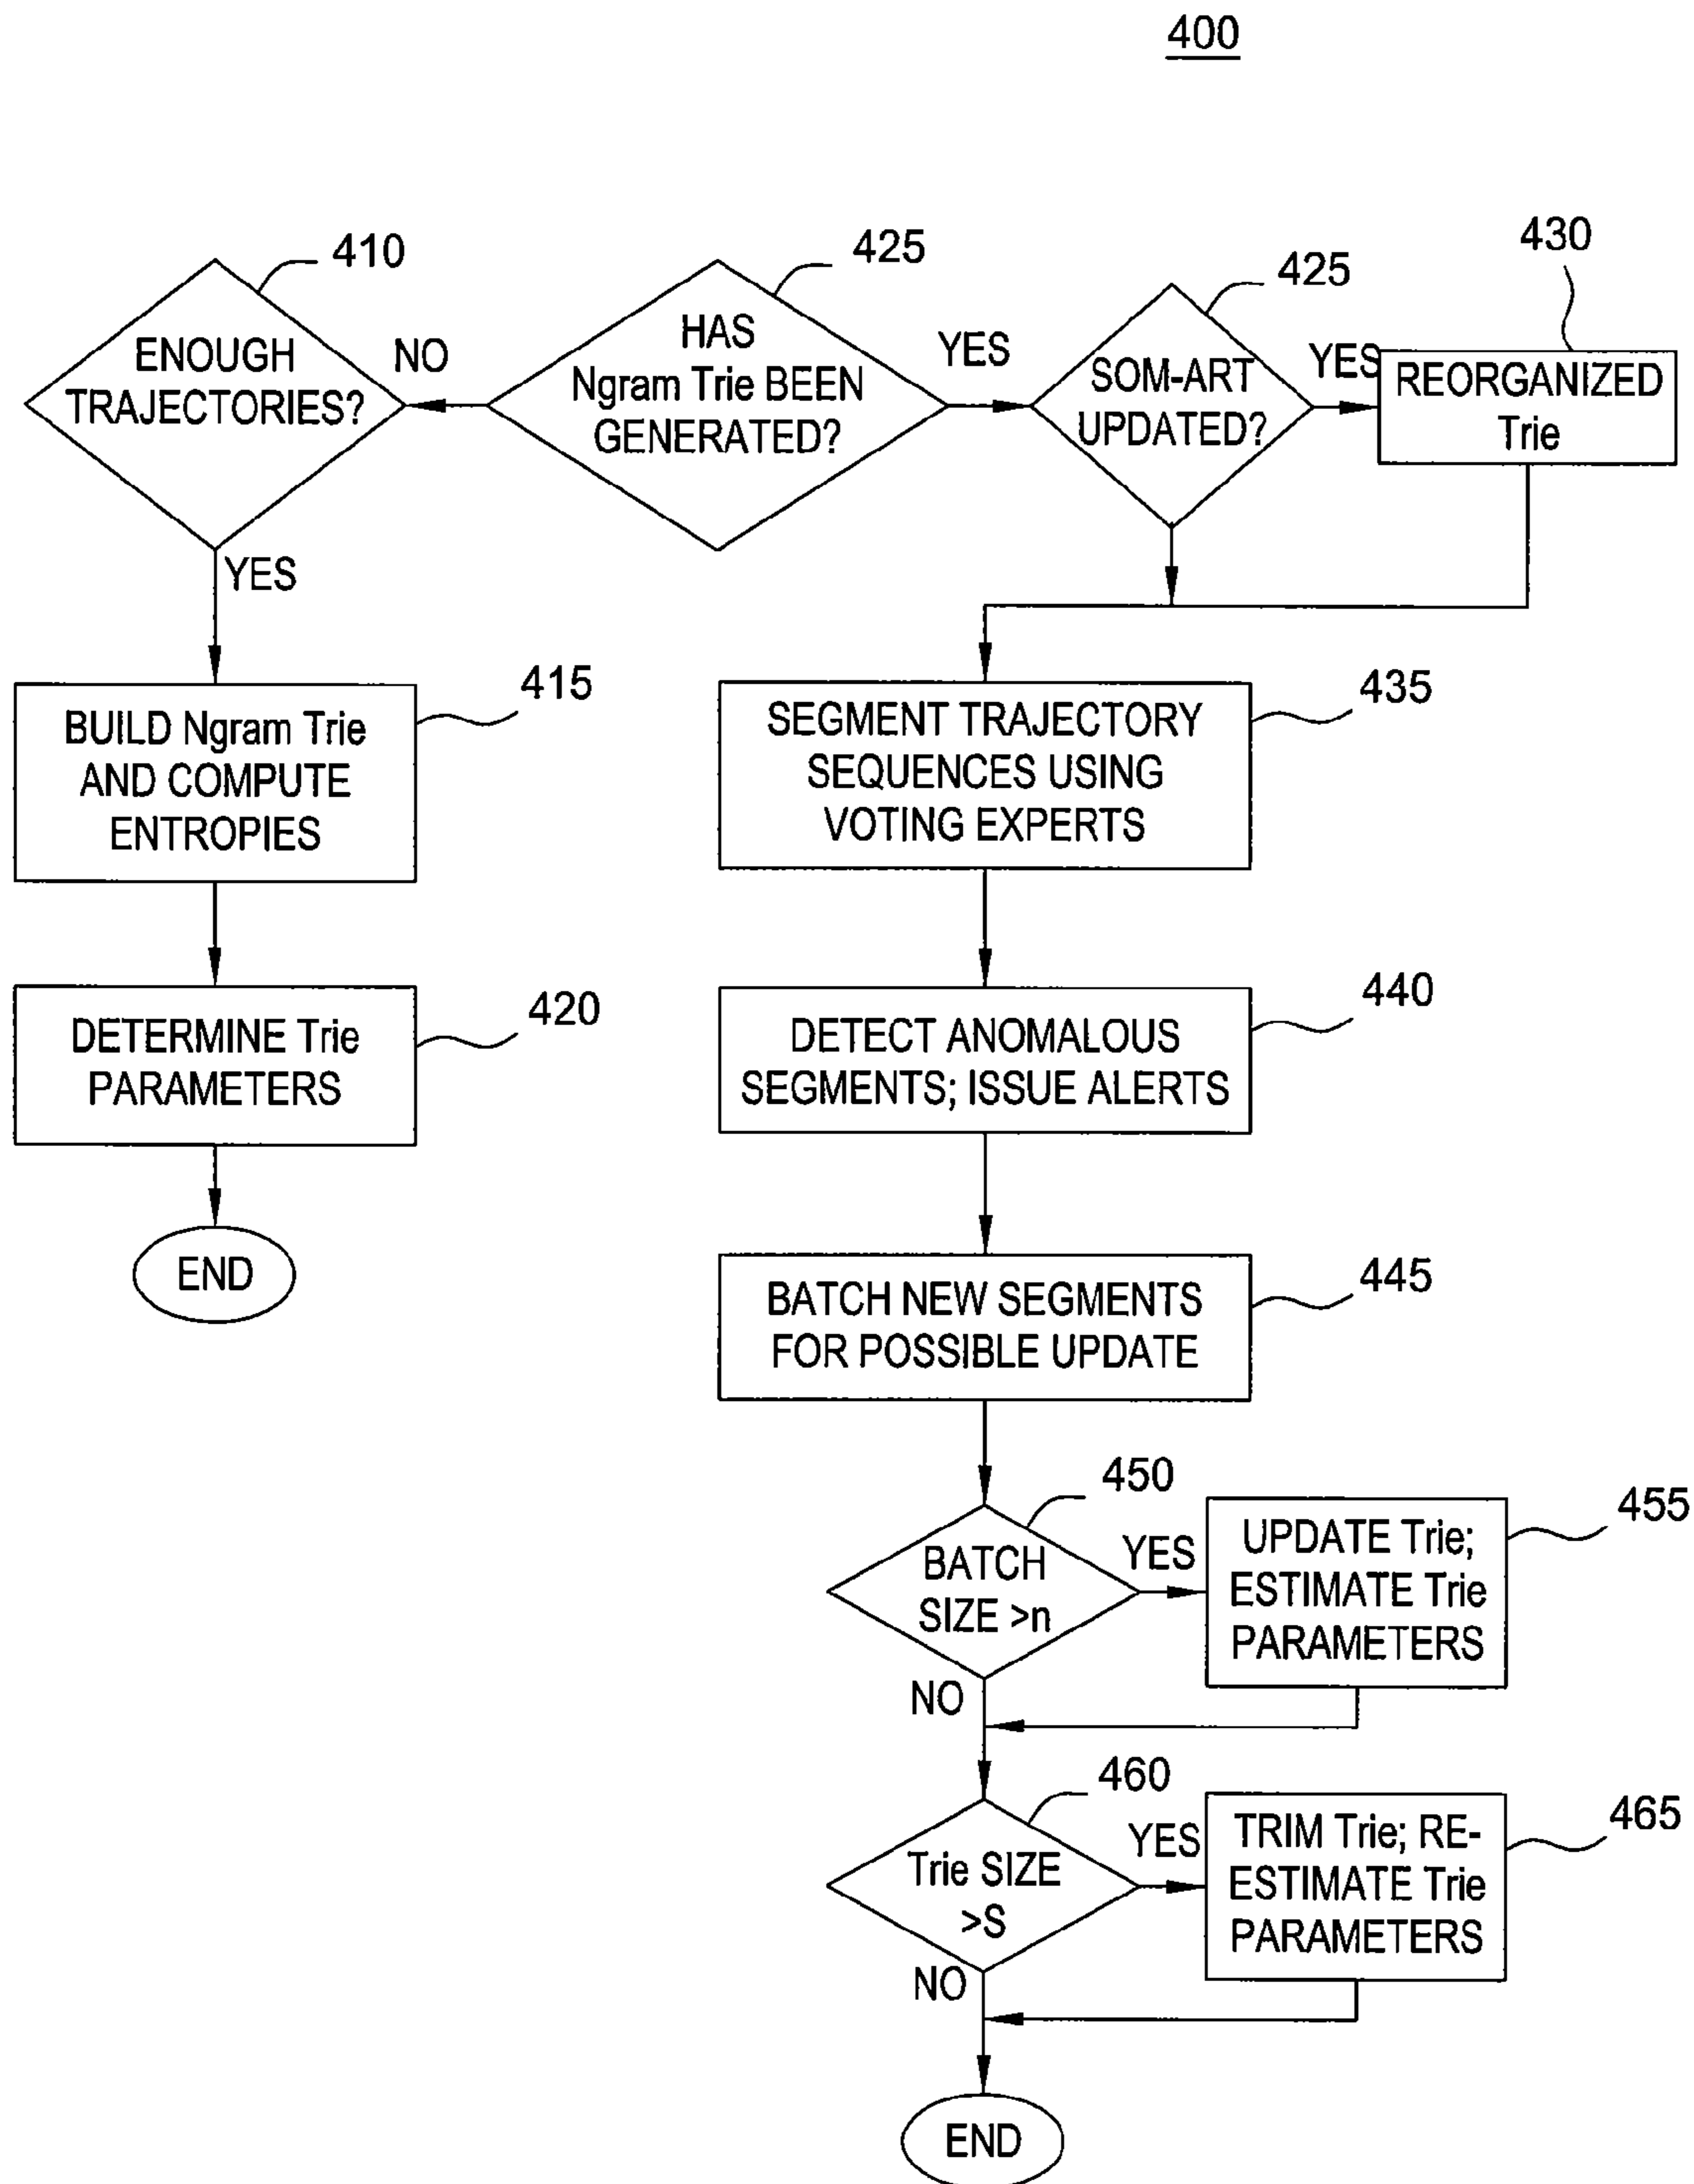 400
410
425
425
430
ENOUGH
TRAJECTORIES?
NO
HAS
Ngram Trie BEEN
GENERATED?
YES
SOM-ART
UPDATED?
YES
REORGANIZED
Trie
YES
415
BUILD Ngram Trie
AND COMPUTE
ENTROPIES
420
DETERMINE Trie
PARAMETERS
END
435
SEGMENT TRAJECTORY
SEQUENCES USING
VOTING EXPERTS
440
DETECT ANOMALOUS
SEGMENTS; ISSUE ALERTS
445
BATCH NEW SEGMENTS
FOR POSSIBLE UPDATE
450
BATCH
SIZE >n
YES
455
UPDATE Trie;
ESTIMATE Trie
PARAMETERS
NO
460
Trie SIZE
>S
YES
465
TRIM Trie; RE-
ESTIMATE Trie
PARAMETERS
NO
END